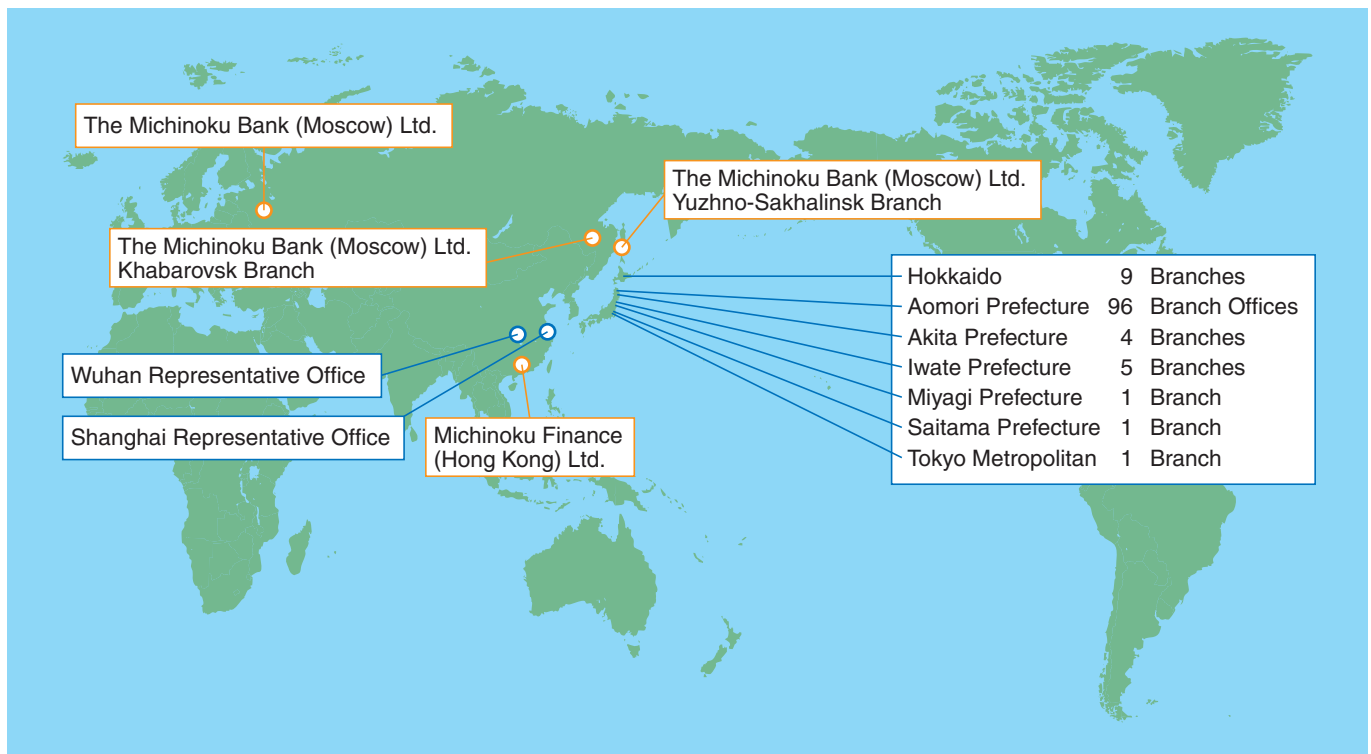 The Michinoku Bank (Moscow) Ltd.
The Michinoku Bank (Moscow) Ltd.
Yuzhno-Sakhalinsk Branch
The Michinoku Bank (Moscow) Ltd.
Khabarovsk Branch
Hokkaido 9 Branches
Aomori Prefecture 96 Branch Offices
Akita Prefecture 4 Branches
Iwate Prefecture 5 Branches
Miyagi Prefecture 1 Branch
Saitama Prefecture 1 Branch
Tokyo Metropolitan 1 Branch
Wuhan Representative Office
Shanghai Representative Office
Michinoku Finance
(Hong Kong) Ltd.